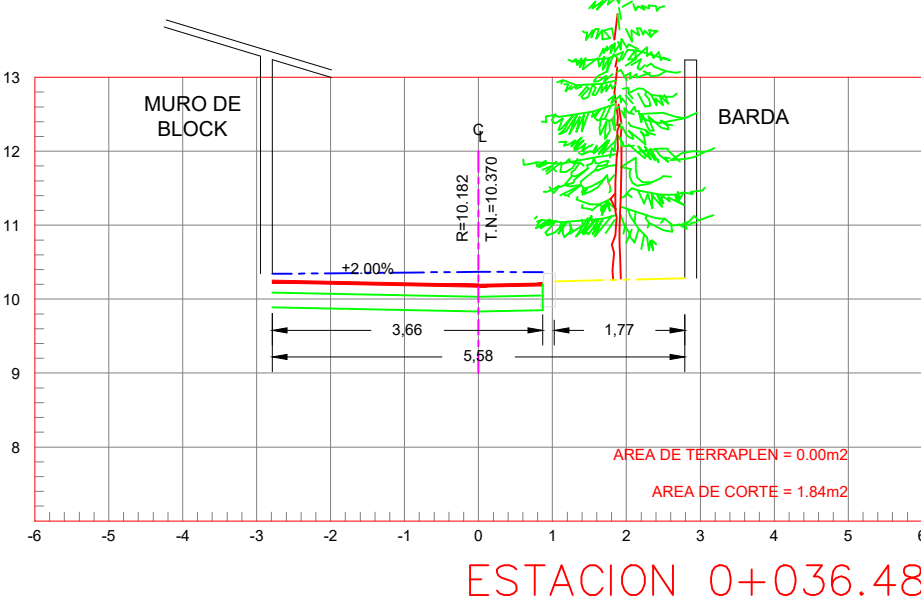 13
12
11
10
9
8
MURO DE
BLOCK
BARDA
CL
R=10.182
T.N.=10.370
+2.00%
3,66
1,77
5,58
AREA DE TERRAPLEN = 0.00m2
AREA DE CORTE = 1.84m2
-6 -5 -4 -3 -2 -1 0 1 2 3 4 5 6
ESTACION 0+036.48